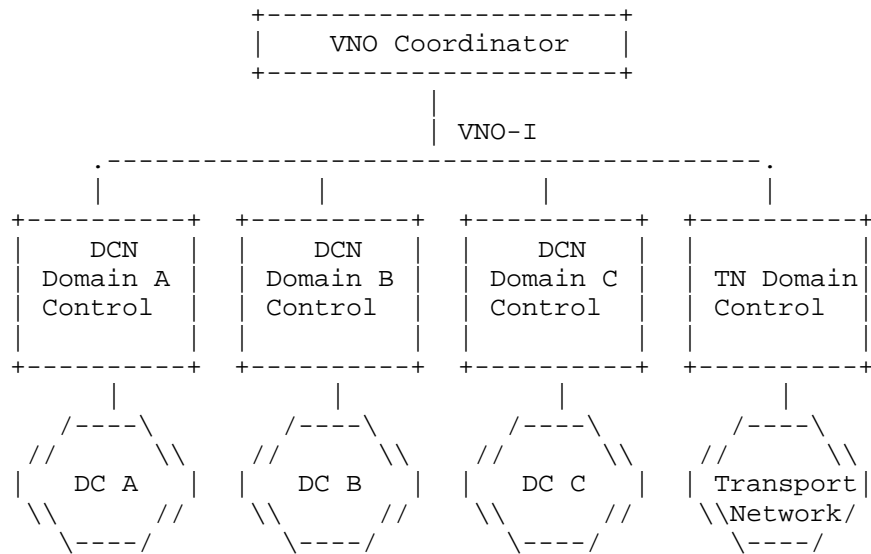 VNO Coordinator
VNO-I
DCN DCN DCN
Domain A Domain B Domain C TN Domain
Control Control Control Control
DC A DC B DC C Transport
Network